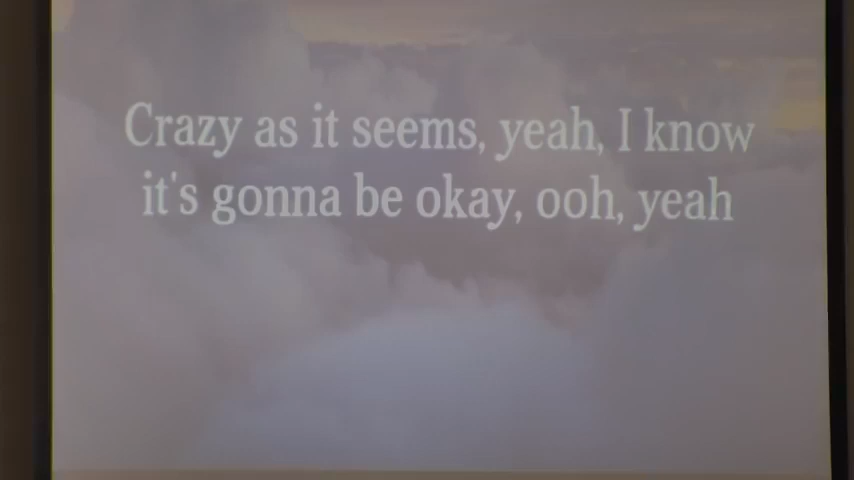 Crazy as it seems, yeah, I know
it's gonna be okay, ooh, yeah